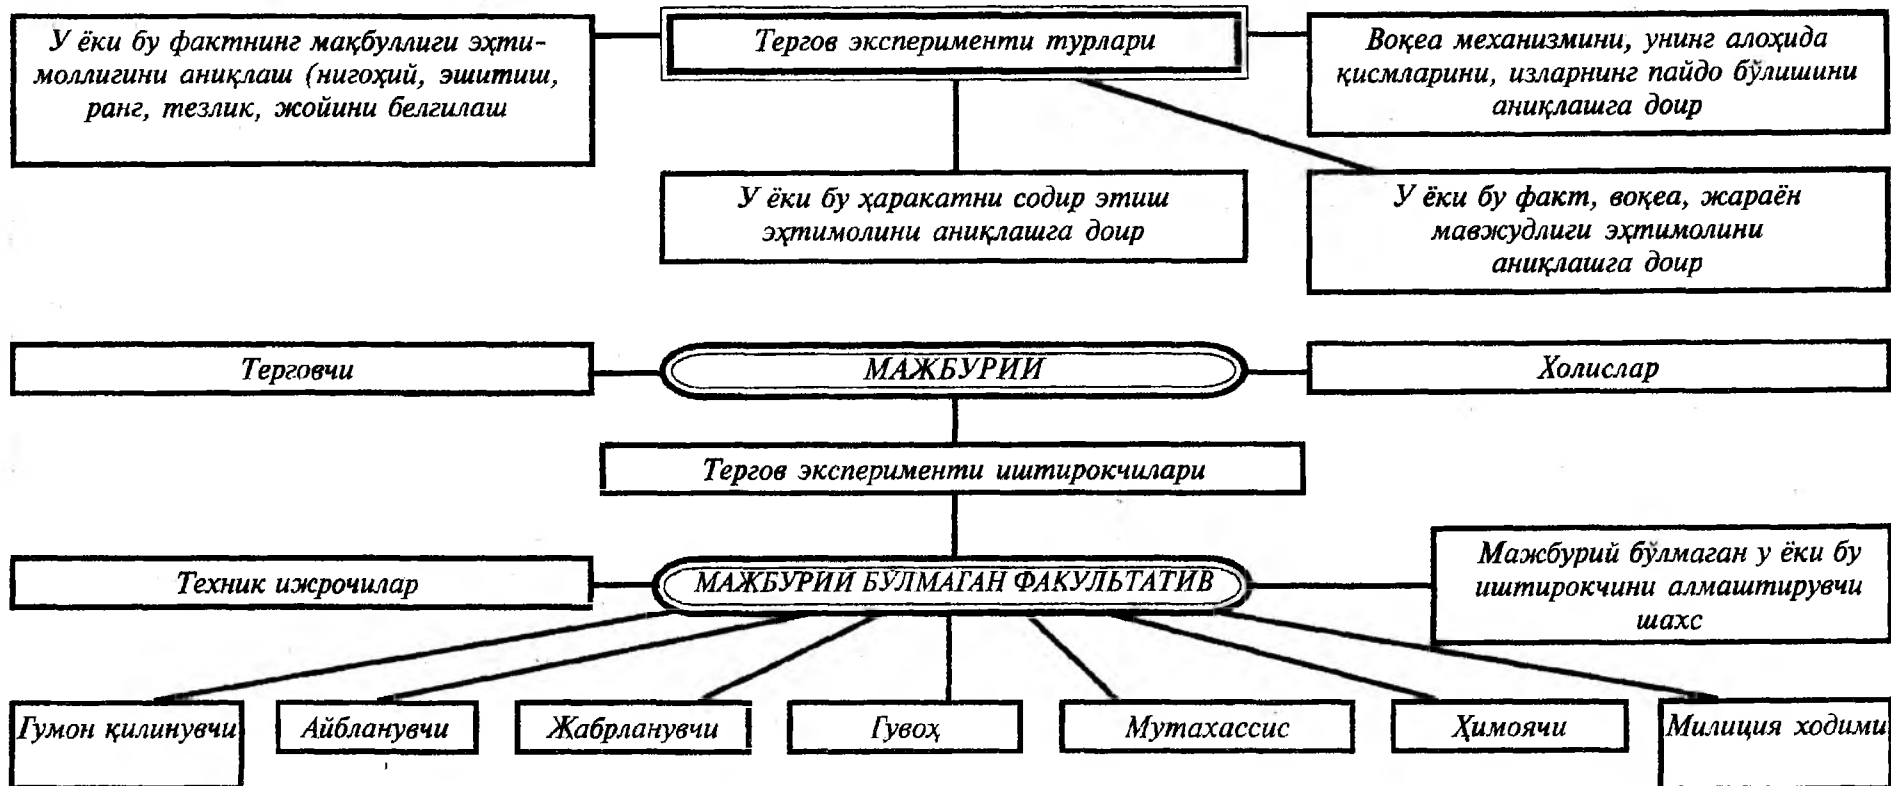 У ёки бу фактнинг мақбуллиги эҳти-
моллигини аниқлаш (нигоҳий, эшитиш,
ранг, тезлик, жойини белгилаш
Тергов эксперименти турлари
Воқеа механизмини, унинг алоҳида
қисмларини, изларнинг пайдо бўлишини
аниқлашга доир
У ёки бу ҳаракатни содир этиш
эҳтимолини аниқлашга доир
У ёки бу факт, воқеа, жараён
мавжудлиги эҳтимолини
аниқлашга доир
Терговчи
МАЖБУРИИ
Холислар
Тергов эксперименти иштирокчилари
Техник ижрочилар
МАЖБУРИИ БУЛМАГАН ФАКУЛЬТАТИВ
Мажбурий бўлмаган у ёки бу
иштирокчини алмаштирувчи
шахс
Гумон қилинувчи
Айбланувчи
Жабрланувчи
Гувоҳ
Мутахассис
Ҳимоячи
Милиция ходими